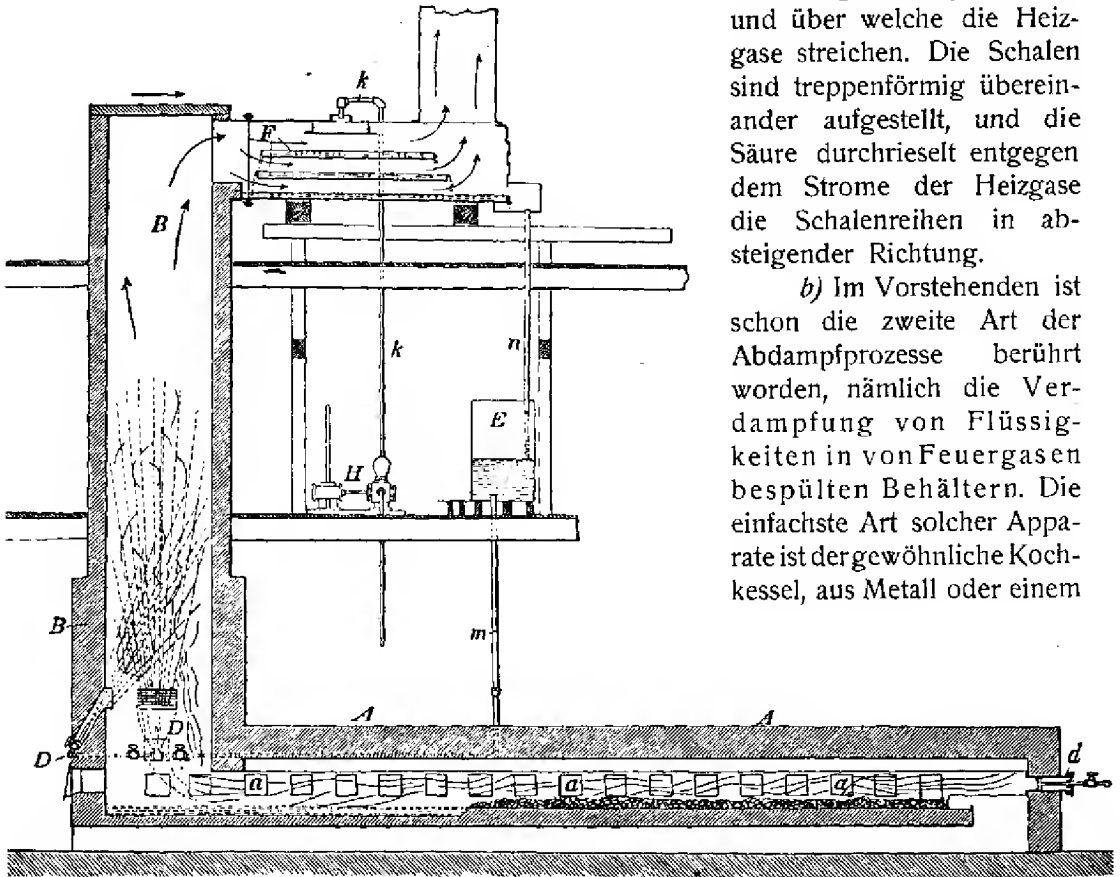 und über welche die Heiz-
gase streichen. Die Schalen
sind treppenförmig überein-
ander aufgestellt, und die
Säure durchrieselt entgegen
dem Strome der Heizgase
die Schalenreihen in ab-
steigender Richtung.
b) Im Vorstehenden ist
schon die zweite Art der
Abdampfprozesse berührt
worden, nämlich die Ver-
dampfung von Flüssig-
keiten in von Feuergasen
bespülten Behältern. Die
einfachste Art solcher Appa-
rate ist der gewöhnliche Koch-
kessel, aus Metall oder einem
k
F
B
k
n
E
H
B
m
A A
D
D
d
a a a